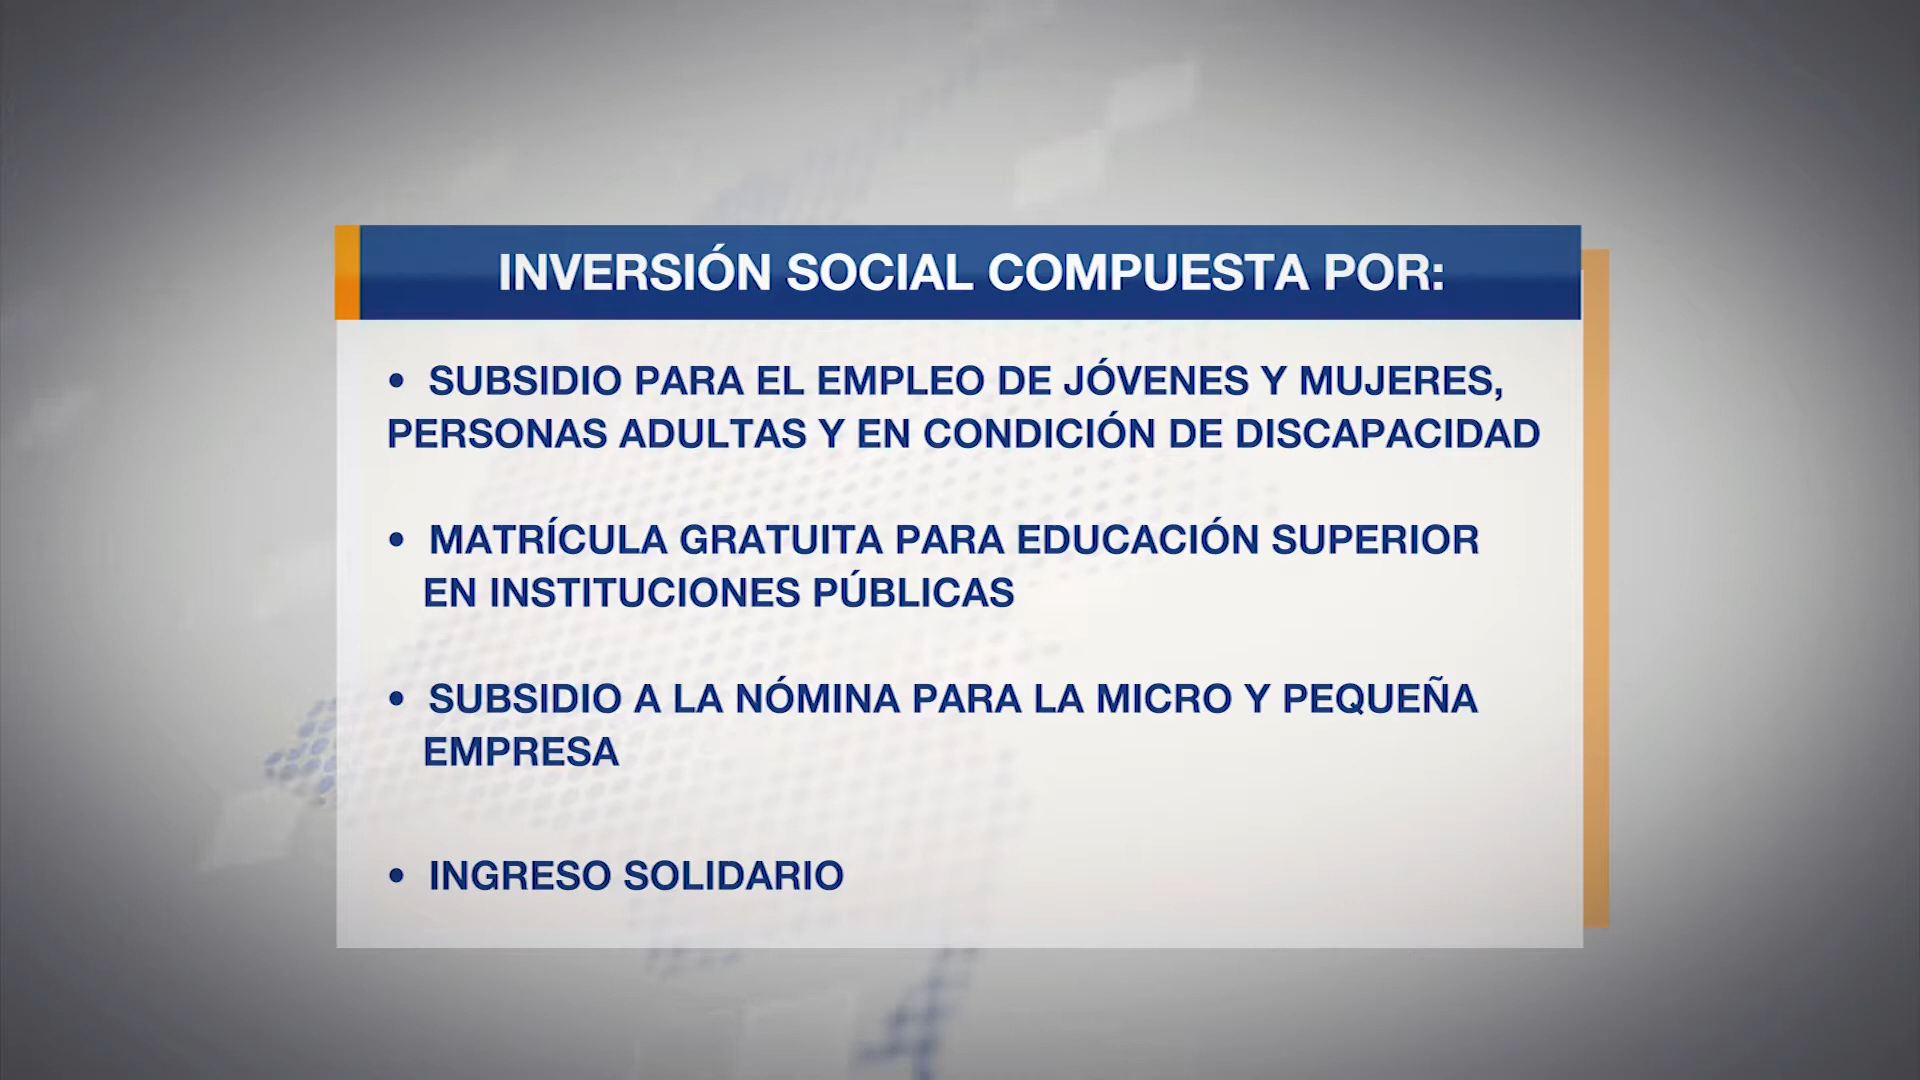 INVERSIÓN SOCIAL COMPUESTA POR:
• SUBSIDIO PARA EL EMPLEO DE JÓVENES Y MUJERES,
PERSONAS ADULTAS Y EN CONDICIÓN DE DISCAPACIDAD
• MATRÍCULA GRATUITA PARA EDUCACIÓN SUPERIOR
EN INSTITUCIONES PÚBLICAS
• SUBSIDIO A LA NÓMINA PARA LA MICRO Y PEQUEÑA
EMPRESA
• INGRESO SOLIDARIO